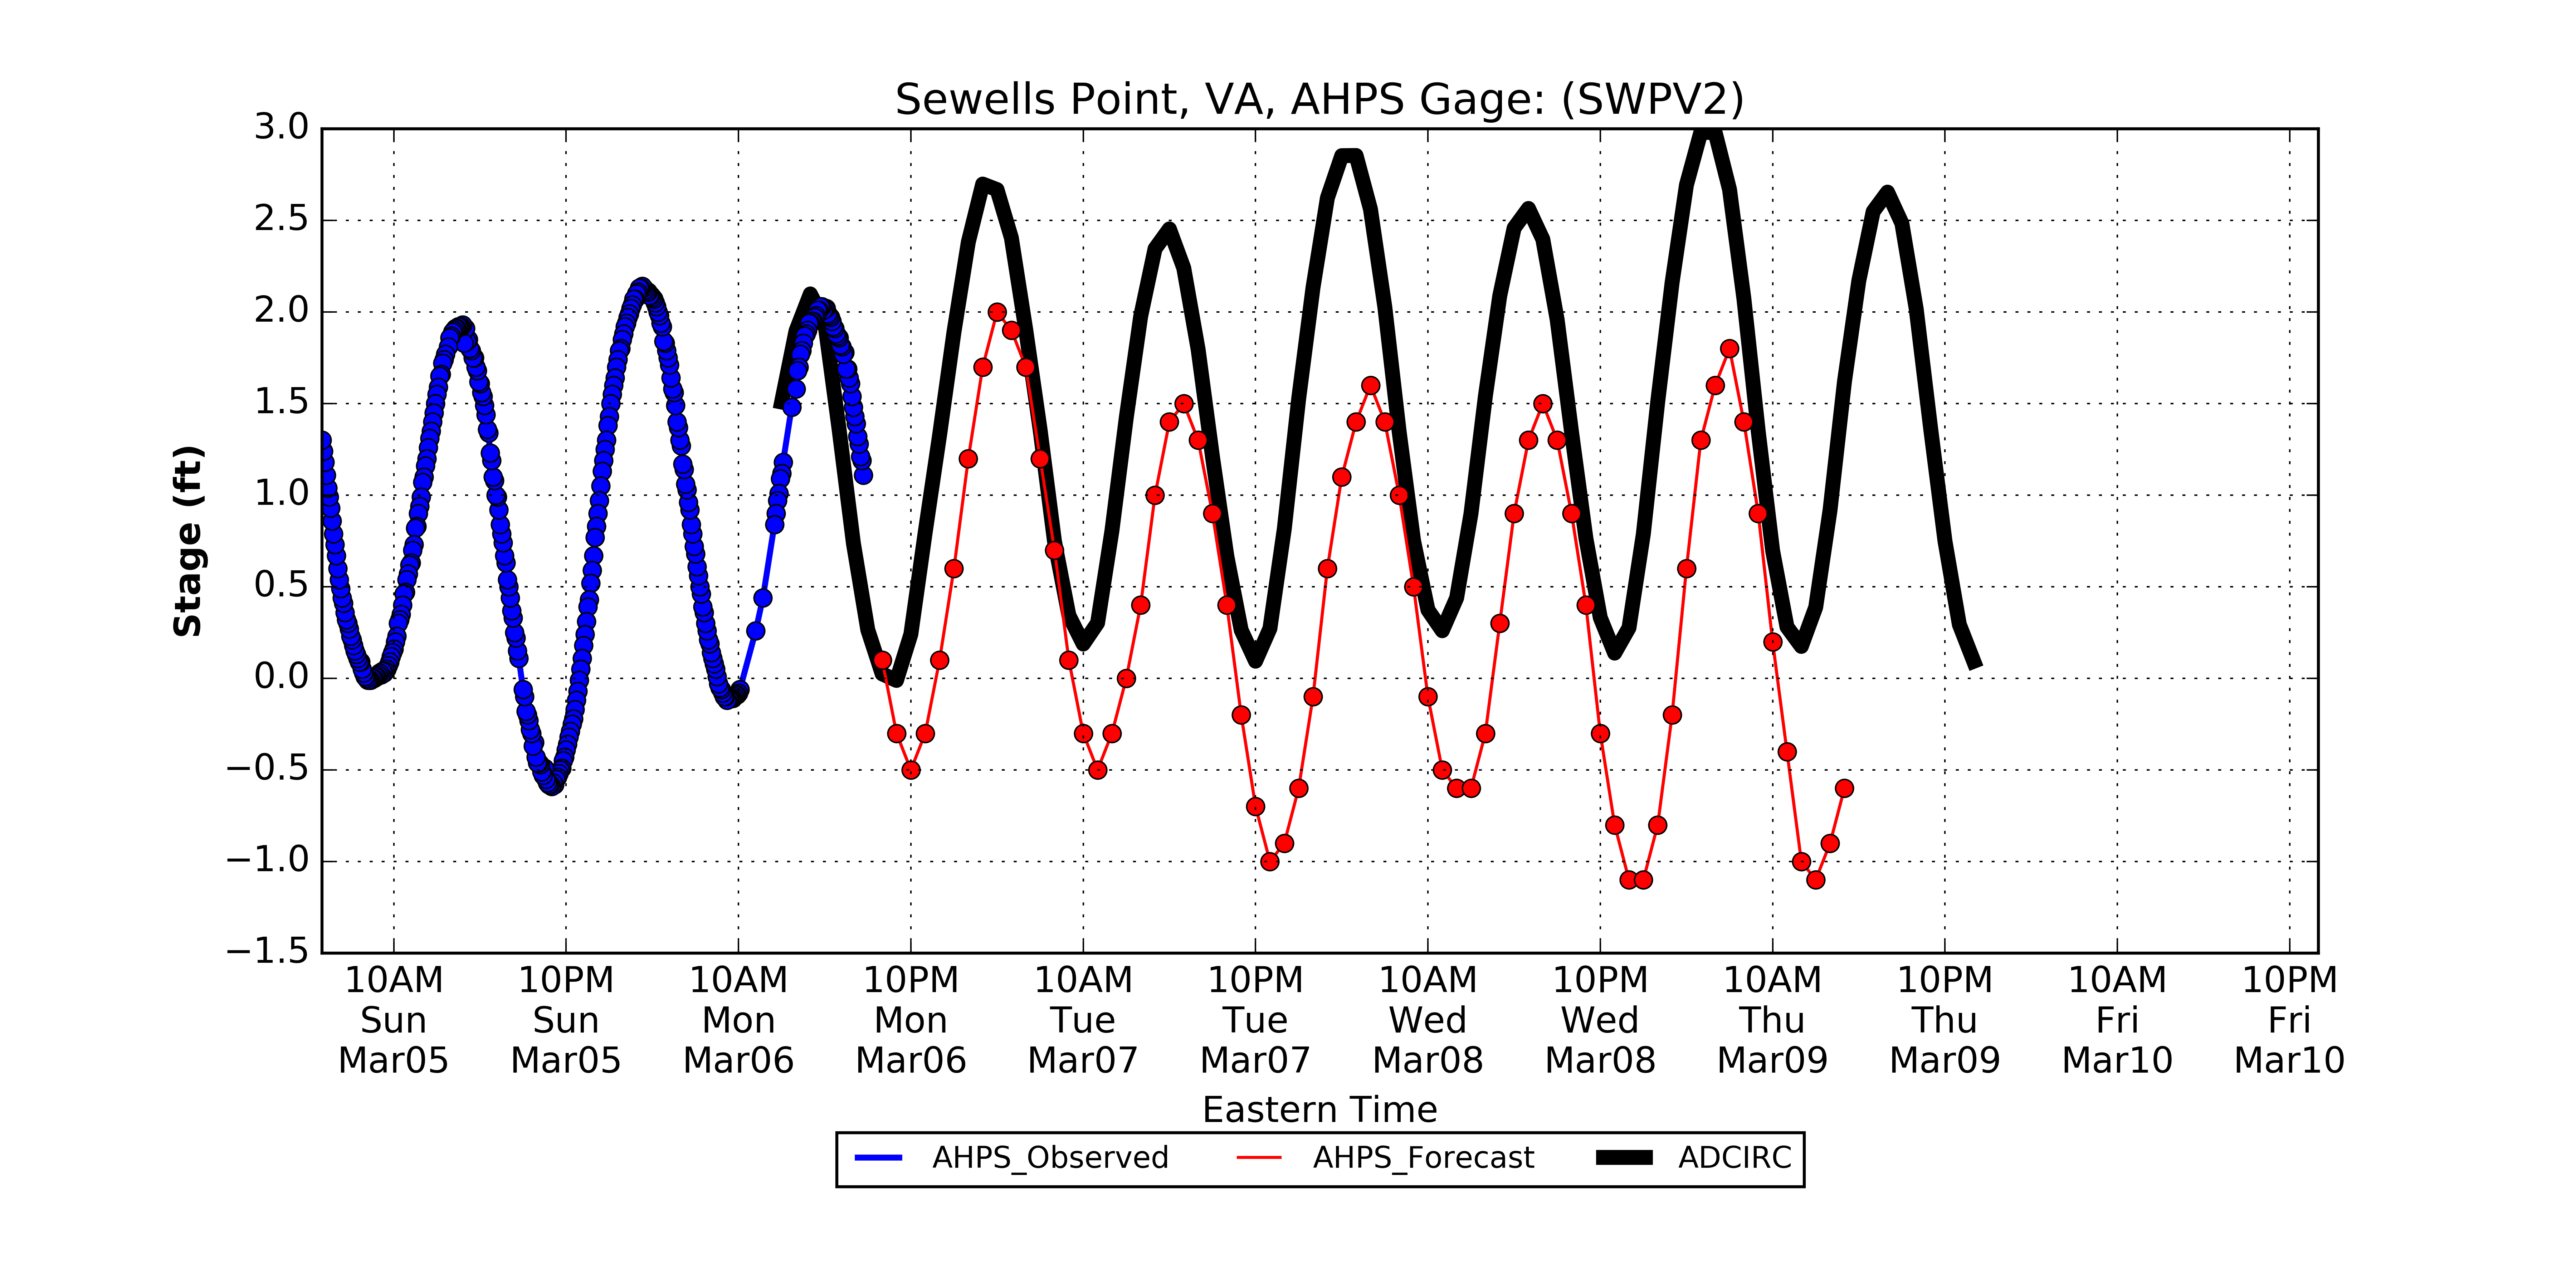 Sewells Point, VA, AHPS Gage: (SWPV2)
3.0
2.5
2.0
1.5
1.0
0.5
0.0
−0.5
−1.0
−1.5
Stage (ft)
10AM 10PM 10AM 10PM 10AM 10PM 10AM 10PM 10AM 10PM 10AM 10PM
Sun Sun Mon Mon Tue Tue Wed Wed Thu Thu Fri Fri
Mar05 Mar05 Mar06 Mar06 Mar07 Mar07 Mar08 Mar08 Mar09 Mar09 Mar10 Mar10
Eastern Time
AHPS_Observed AHPS_Forecast ADCIRC